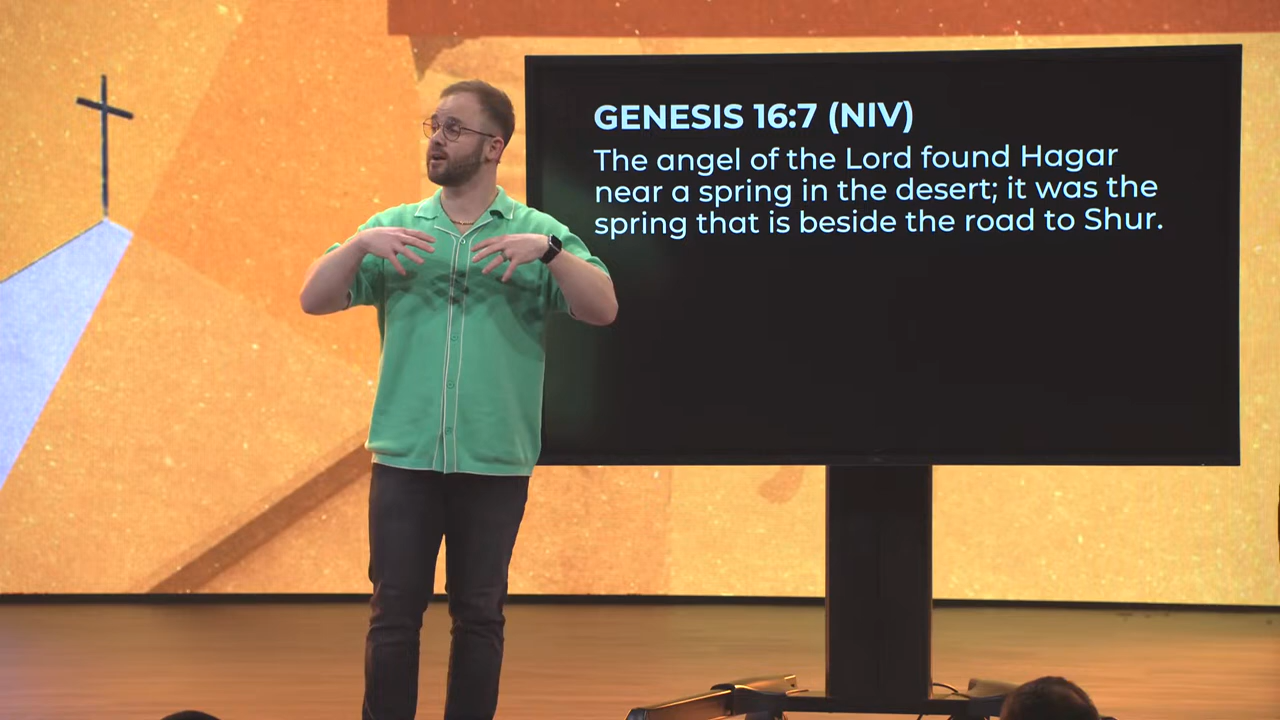 GENESIS 16:7 (NIV)
The angel of the Lord found Hagar
near a spring in the desert; it was the
spring that is beside the road to Shur.